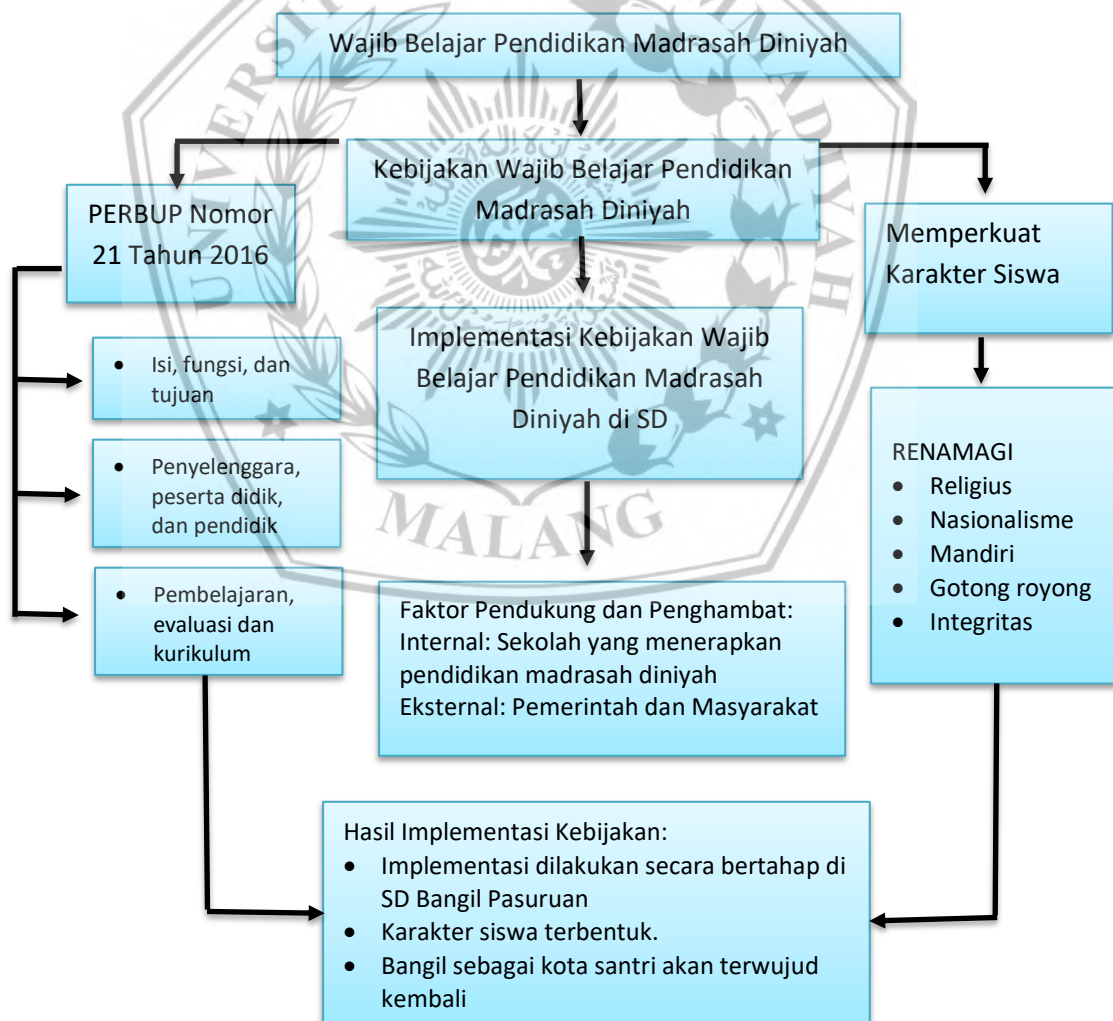 Wajib Belajar Pendidikan Madrasah Diniyah
Kebijakan Wajib Belajar Pendidikan
Madrasah Diniyah
PERBUP Nomor
21 Tahun 2016
Memperkuat
Karakter Siswa
• Isi, fungsi, dan
tujuan
• Penyelenggara,
peserta didik,
dan pendidik
• Pembelajaran,
evaluasi dan
kurikulum
Implementasi Kebijakan Wajib
Belajar Pendidikan Madrasah
Diniyah di SD
RENAMAGI
• Religius
• Nasionalisme
• Mandiri
• Gotong royong
• Integritas
Faktor Pendukung dan Penghambat:
Internal: Sekolah yang menerapkan
pendidikan madrasah diniyah
Eksternal: Pemerintah dan Masyarakat
Hasil Implementasi Kebijakan:
• Implementasi dilakukan secara bertahap di
SD Bangil Pasuruan
• Karakter siswa terbentuk.
• Bangil sebagai kota santri akan terwujud
kembali
MALANG